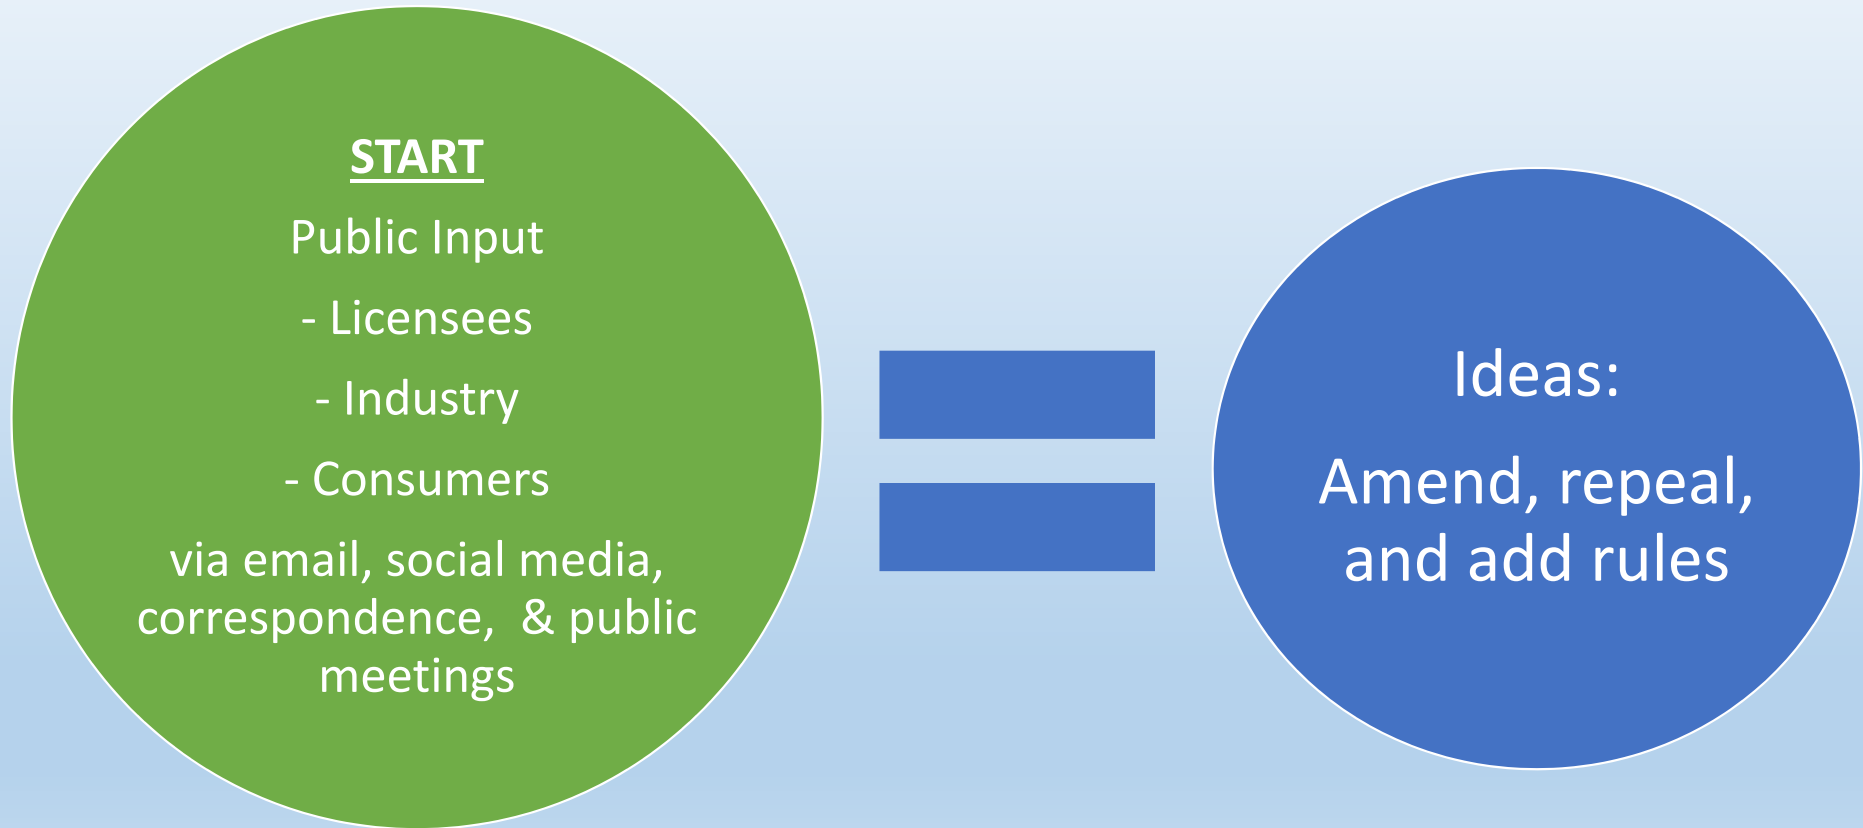 START
Public Input
- Licensees
- Industry
- Consumers
via email, social media,
correspondence,  & public
meetings
Ideas:
Amend, repeal,
and add rules